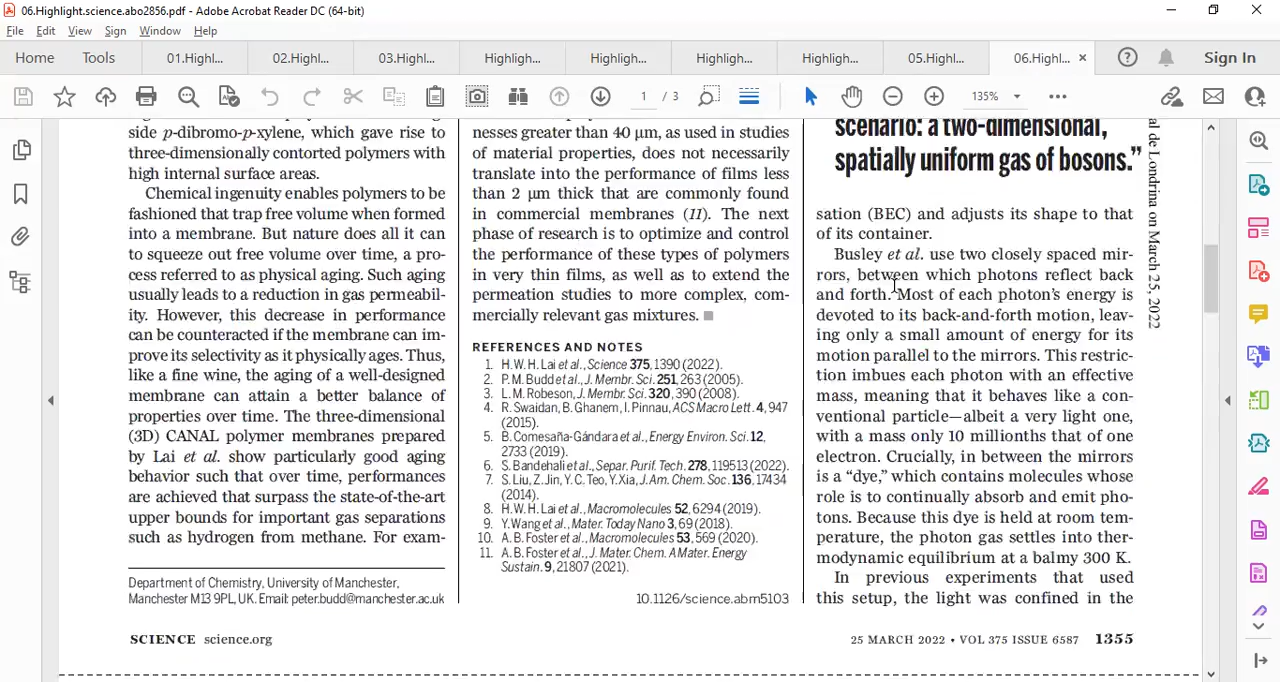 06.Highlight.science.abo2856.pdf - Adobe Acrobat Reader DC (64-bit)
File Edit View Sign Window Help
Home Tools 01.Highl... 02.Highl... 03.Highl... Highligh... Highligh... Highligh... Highligh... 05.Highl... 06.Highl... Sign In
1 / 3 135%
side p-dibromo-p-xylene, which gave rise to
three-dimensionally contorted polymers with
high internal surface areas.
Chemical ingenuity enables polymers to be
fashioned that trap free volume when formed
into a membrane. But nature does all it can
to squeeze out free volume over time, a pro-
cess referred to as physical aging. Such aging
usually leads to a reduction in gas permeabil-
ity. However, this decrease in performance
can be counteracted if the membrane can im-
prove its selectivity as it physically ages. Thus,
like a fine wine, the aging of a well-designed
membrane can attain a better balance of
properties over time. The three-dimensional
(3D) CANAL polymer membranes prepared
by Lai et al. show particularly good aging
behavior such that over time, performances
are achieved that surpass the state-of-the-art
upper bounds for important gas separations
such as hydrogen from methane. For exam-
Department of Chemistry, University of Manchester,
Manchester M13 9PL, UK. Email: peter.budd@manchester.ac.uk
nesses greater than 40 μm, as used in studies
of material properties, does not necessarily
translate into the performance of films less
than 2 μm thick that are commonly found
in commercial membranes (11). The next
phase of research is to optimize and control
the performance of these types of polymers
in very thin films, as well as to extend the
permeation studies to more complex, com-
mercially relevant gas mixtures. ■
REFERENCES AND NOTES
1. H.W. H. Lai et al., Science 375, 1390 (2022).
2. P. M. Budd et al., J. Membr. Sci. 251, 263 (2005).
3. L. M. Robeson, J. Membr. Sci. 320, 390 (2008).
4. R. Swaidan, B. Ghanem, I. Pinnau, ACS Macro Lett. 4, 947
(2015).
5. B. Comesaña-Gándara et al., Energy Environ. Sci. 12,
2733 (2019).
6. S. Bandehali et al., Separ. Purif. Tech. 278, 119513 (2022).
7. S. Liu, Z. Jin, Y. C. Teo, Y. Xia, J. Am. Chem. Soc. 136, 17434
(2014).
8. H.W. H. Lai et al., Macromolecules 52, 6294 (2019).
9. Y. Wang et al., Mater. Today Nano 3, 69 (2018).
10. A. B. Foster et al., Macromolecules 53, 569 (2020).
11. A. B. Foster et al., J. Mater. Chem. A Mater. Energy
Sustain. 9, 21807 (2021).
10.1126/science.abm5103
scenario: a two-dimensional,
spatially uniform gas of bosons.”
sation (BEC) and adjusts its shape to that
of its container.
Busley et al. use two closely spaced mir-
rors, between which photons reflect back
and forth. Most of each photon’s energy is
devoted to its back-and-forth motion, leav-
ing only a small amount of energy for its
motion parallel to the mirrors. This restric-
tion imbues each photon with an effective
mass, meaning that it behaves like a con-
ventional particle—albeit a very light one,
with a mass only 10 millionths that of one
electron. Crucially, in between the mirrors
is a “dye,” which contains molecules whose
role is to continually absorb and emit pho-
tons. Because this dye is held at room tem-
perature, the photon gas settles into ther-
modynamic equilibrium at a balmy 300 K.
In previous experiments that used
this setup, the light was confined in the
al de Londrina on March 25, 2022
SCIENCE science.org
25 MARCH 2022 • VOL 375 ISSUE 6587 1355